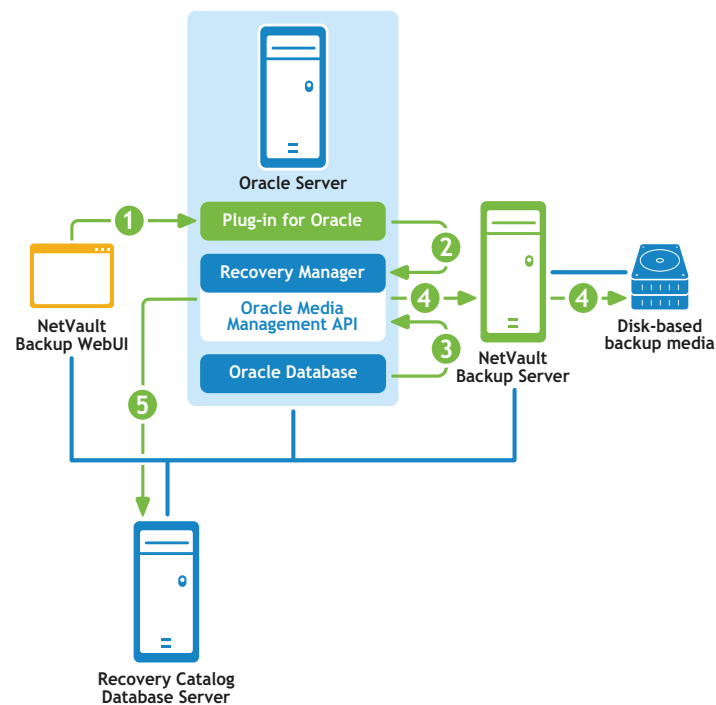 Oracle Server
1
Plug-in for Oracle
2
Recovery Manager
Oracle Media
Management API
4
4
3
Oracle Database
NetVault
Backup WebUI
NetVault
Backup Server
Disk-based
backup media
5
Recovery Catalog
Database Server